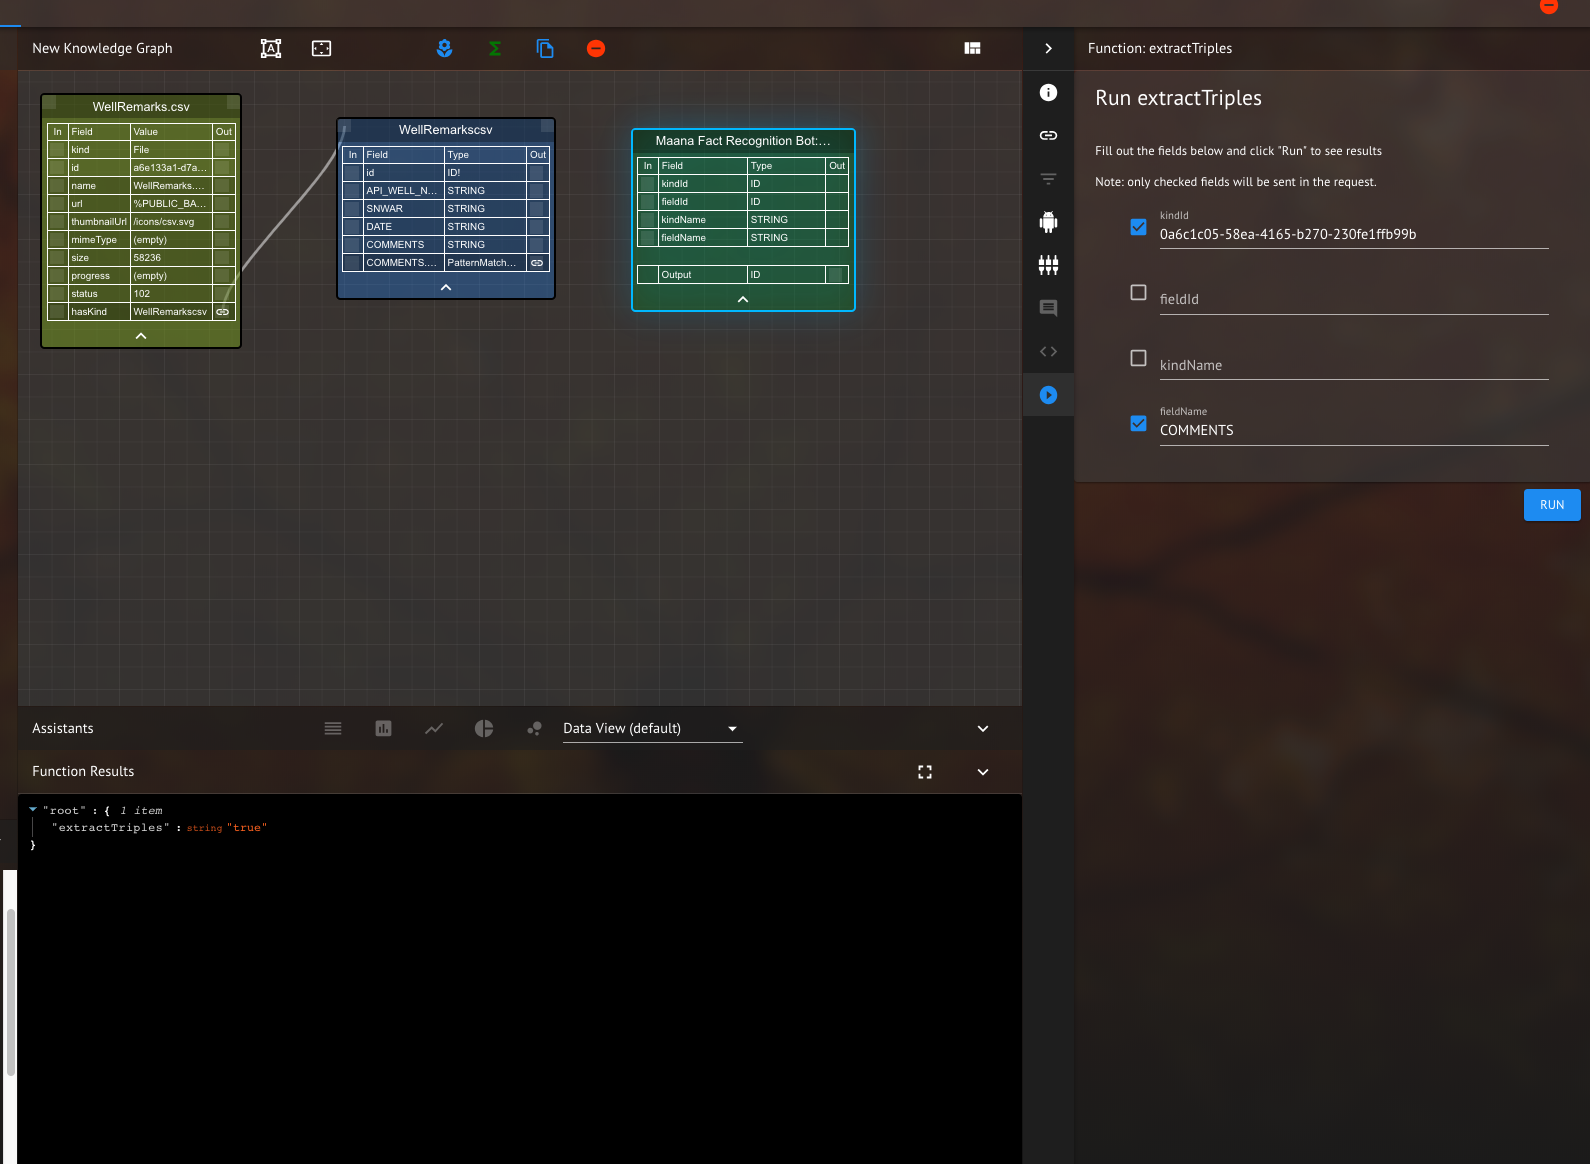 New Knowledge Graph
Function: extractTriples
WellRemarks.csv
In Field Value Out
kind File
id a6e133a1-d7a...
name WellRemarks....
url %PUBLIC_BA...
thumbnailUrl /icons/csv.svg
mimeType (empty)
size 58236
progress (empty)
status 102
hasKind WellRemarkscsv
WellRemarkscsv
In Field Type Out
id ID!
API_WELL_N... STRING
SNWAR STRING
DATE STRING
COMMENTS STRING
COMMENTS.... PatternMatch...
Maana Fact Recognition Bot:...
In Field Type Out
kindId ID
fieldId ID
kindName STRING
fieldName STRING
Output ID
Run extractTriples
Fill out the fields below and click "Run" to see results
Note: only checked fields will be sent in the request.
kindId
0a6c1c05-58ea-4165-b270-230fe1ffb99b
fieldId
kindName
fieldName
COMMENTS
RUN
Assistants
Data View (default)
Function Results
"root" : { 1 item
"extractTriples" : string "true"
}